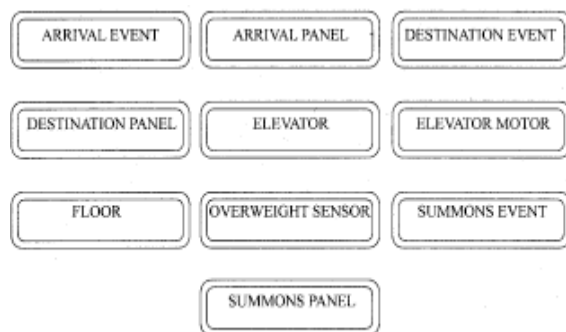 ARRIVAL EVENT
ARRIVAL PANEL
DESTINATION EVENT
DESTINATION PANEL
ELEVATOR
ELEVATOR MOTOR
FLOOR
OVERWEIGHT SENSOR
SUMMONS EVENT
SUMMONS PANEL